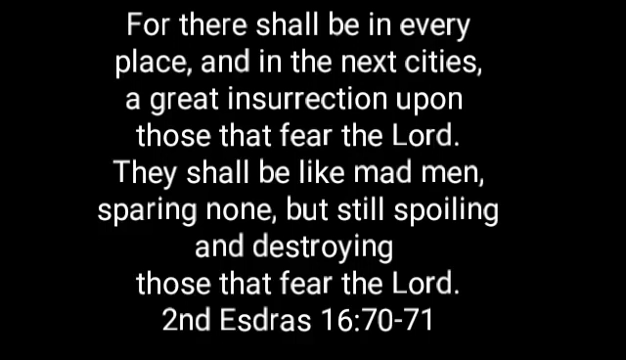 For there shall be in every
place, and in the next cities,
a great insurrection upon
those that fear the Lord.
They shall be like mad men,
sparing none, but still spoiling
and destroying
those that fear the Lord.
2nd Esdras 16:70-71